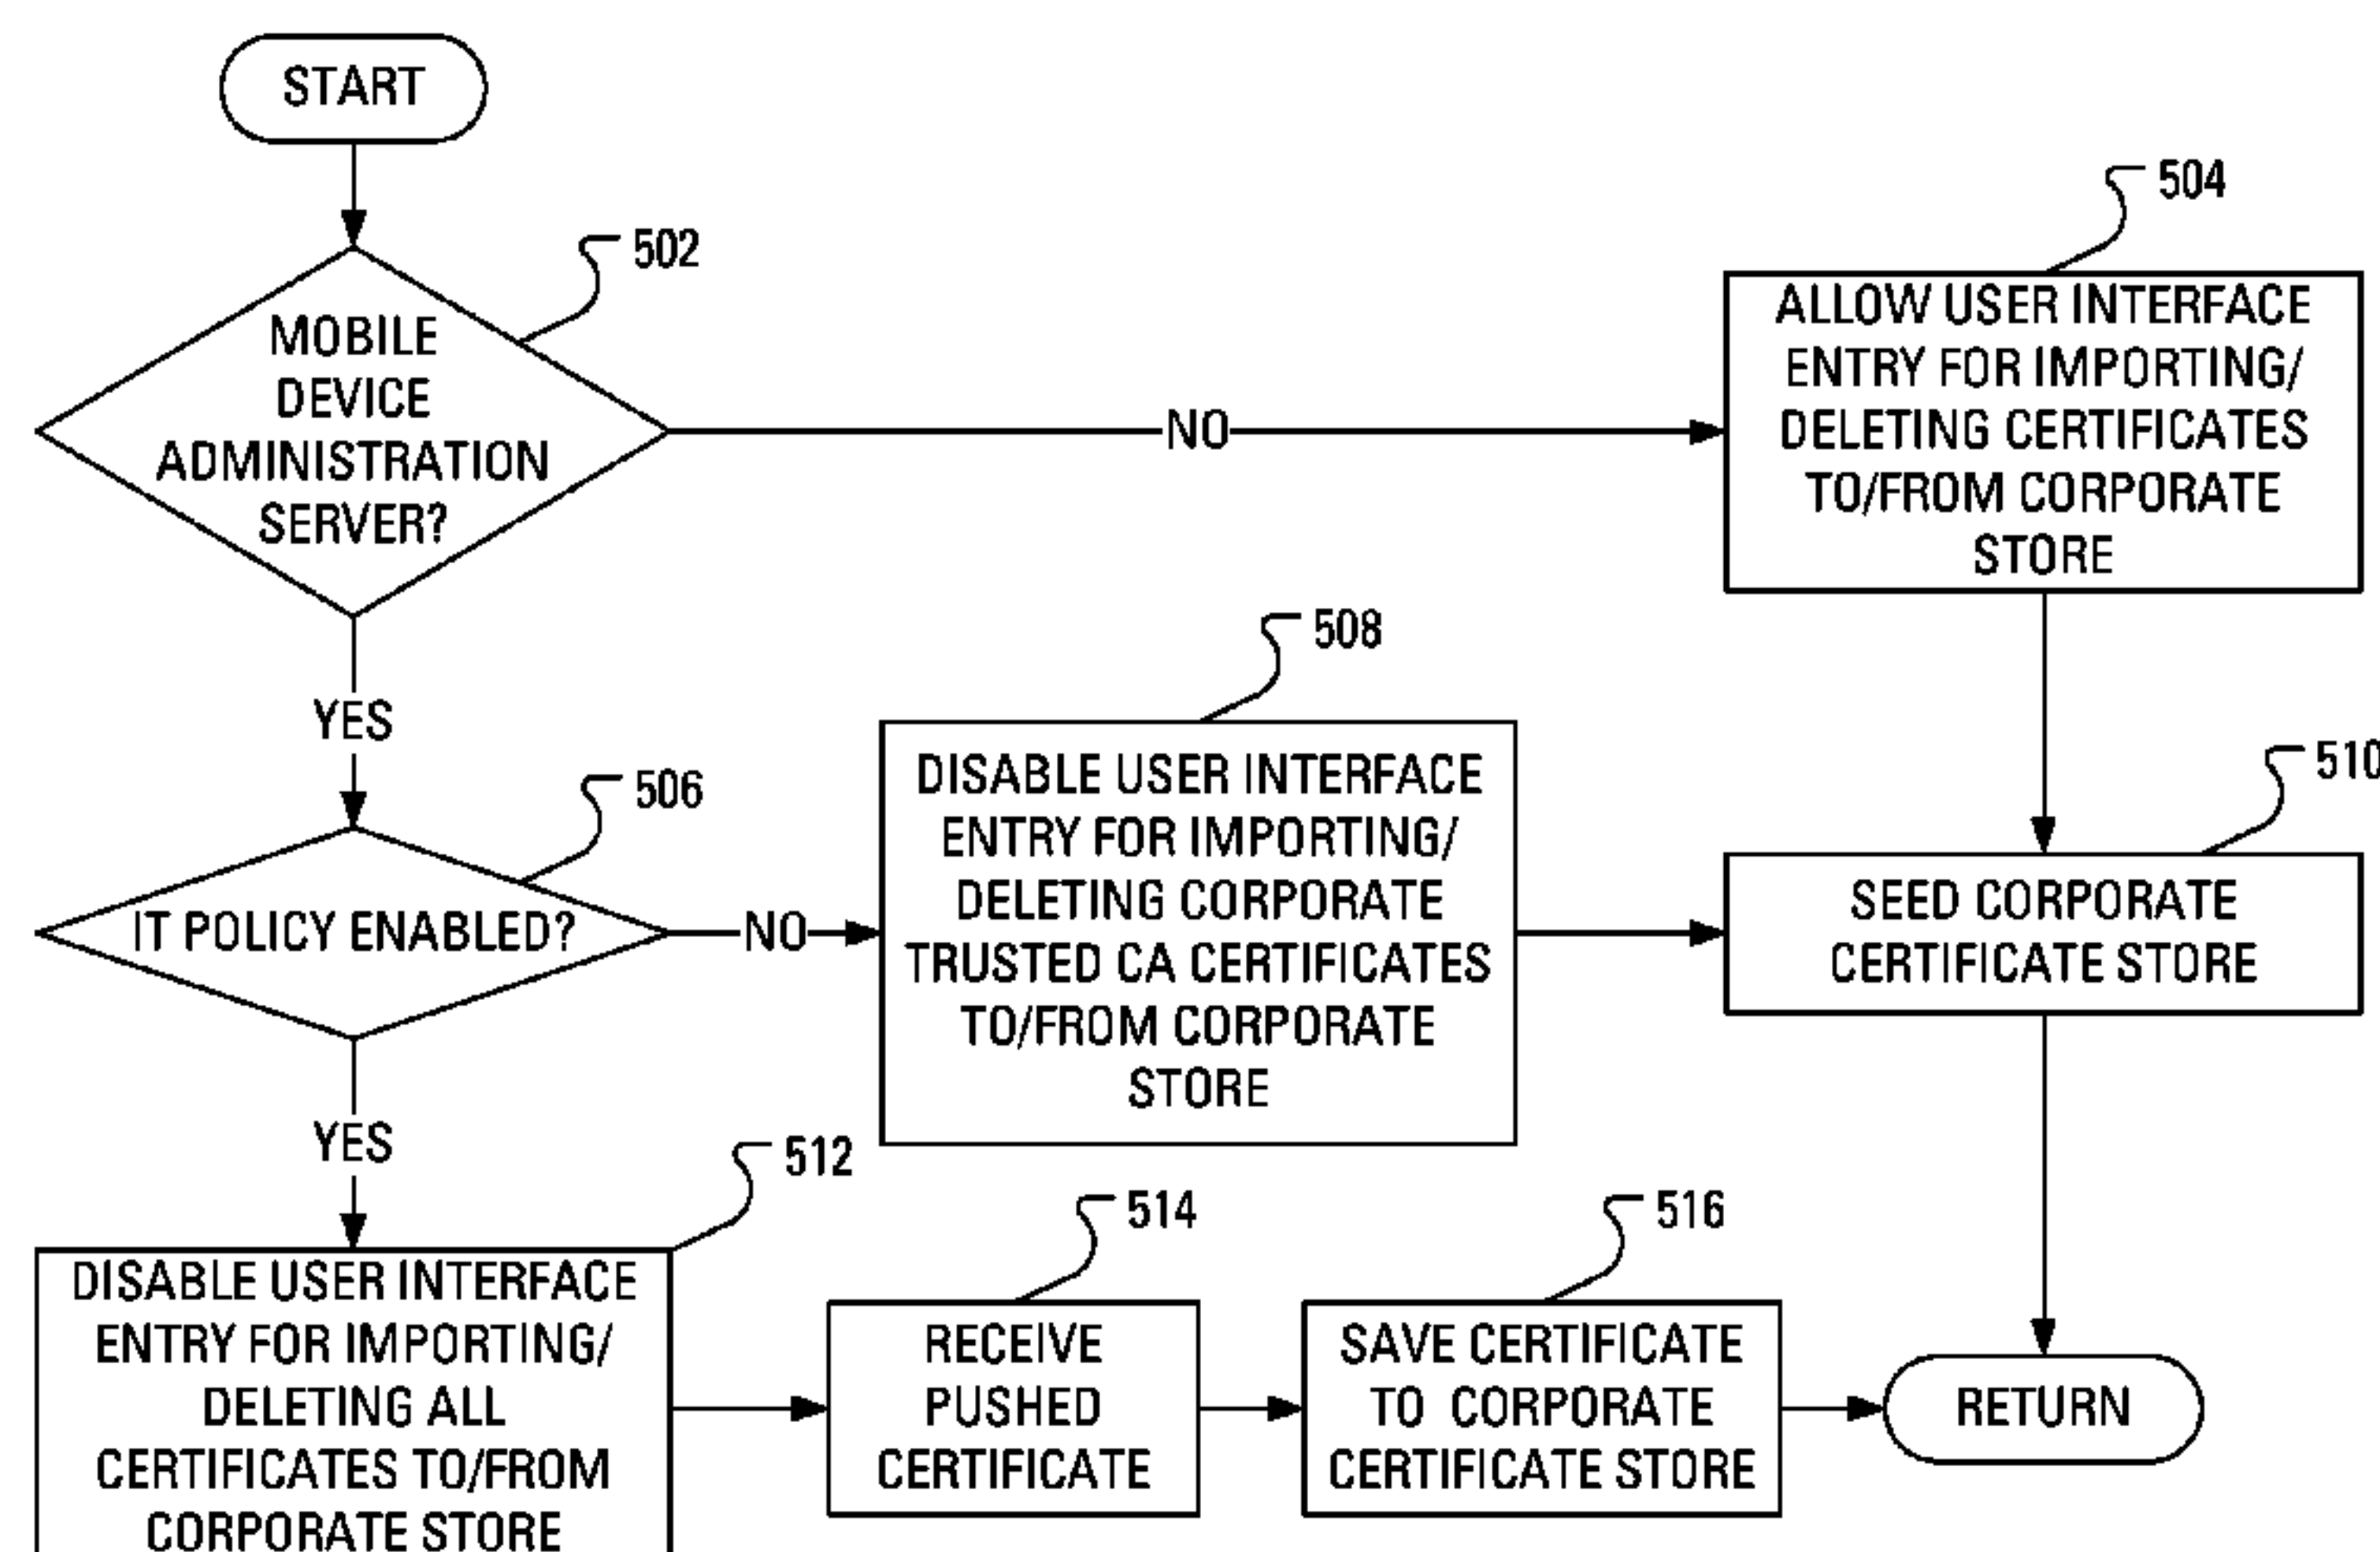 START
502
MOBILE
DEVICE
ADMINISTRATION
SERVER?
NO
504
ALLOW USER INTERFACE
ENTRY FOR IMPORTING/
DELETING CERTIFICATES
TO/FROM CORPORATE
STORE
YES
506
IT POLICY ENABLED?
NO
508
DISABLE USER INTERFACE
ENTRY FOR IMPORTING/
DELETING CORPORATE
TRUSTED CA CERTIFICATES
TO/FROM CORPORATE
STORE
510
SEED CORPORATE
CERTIFICATE STORE
YES
512
DISABLE USER INTERFACE
ENTRY FOR IMPORTING/
DELETING ALL
CERTIFICATES TO/FROM
CORPORATE STORE
514
RECEIVE
PUSHED
CERTIFICATE
516
SAVE CERTIFICATE
TO CORPORATE
CERTIFICATE STORE
RETURN